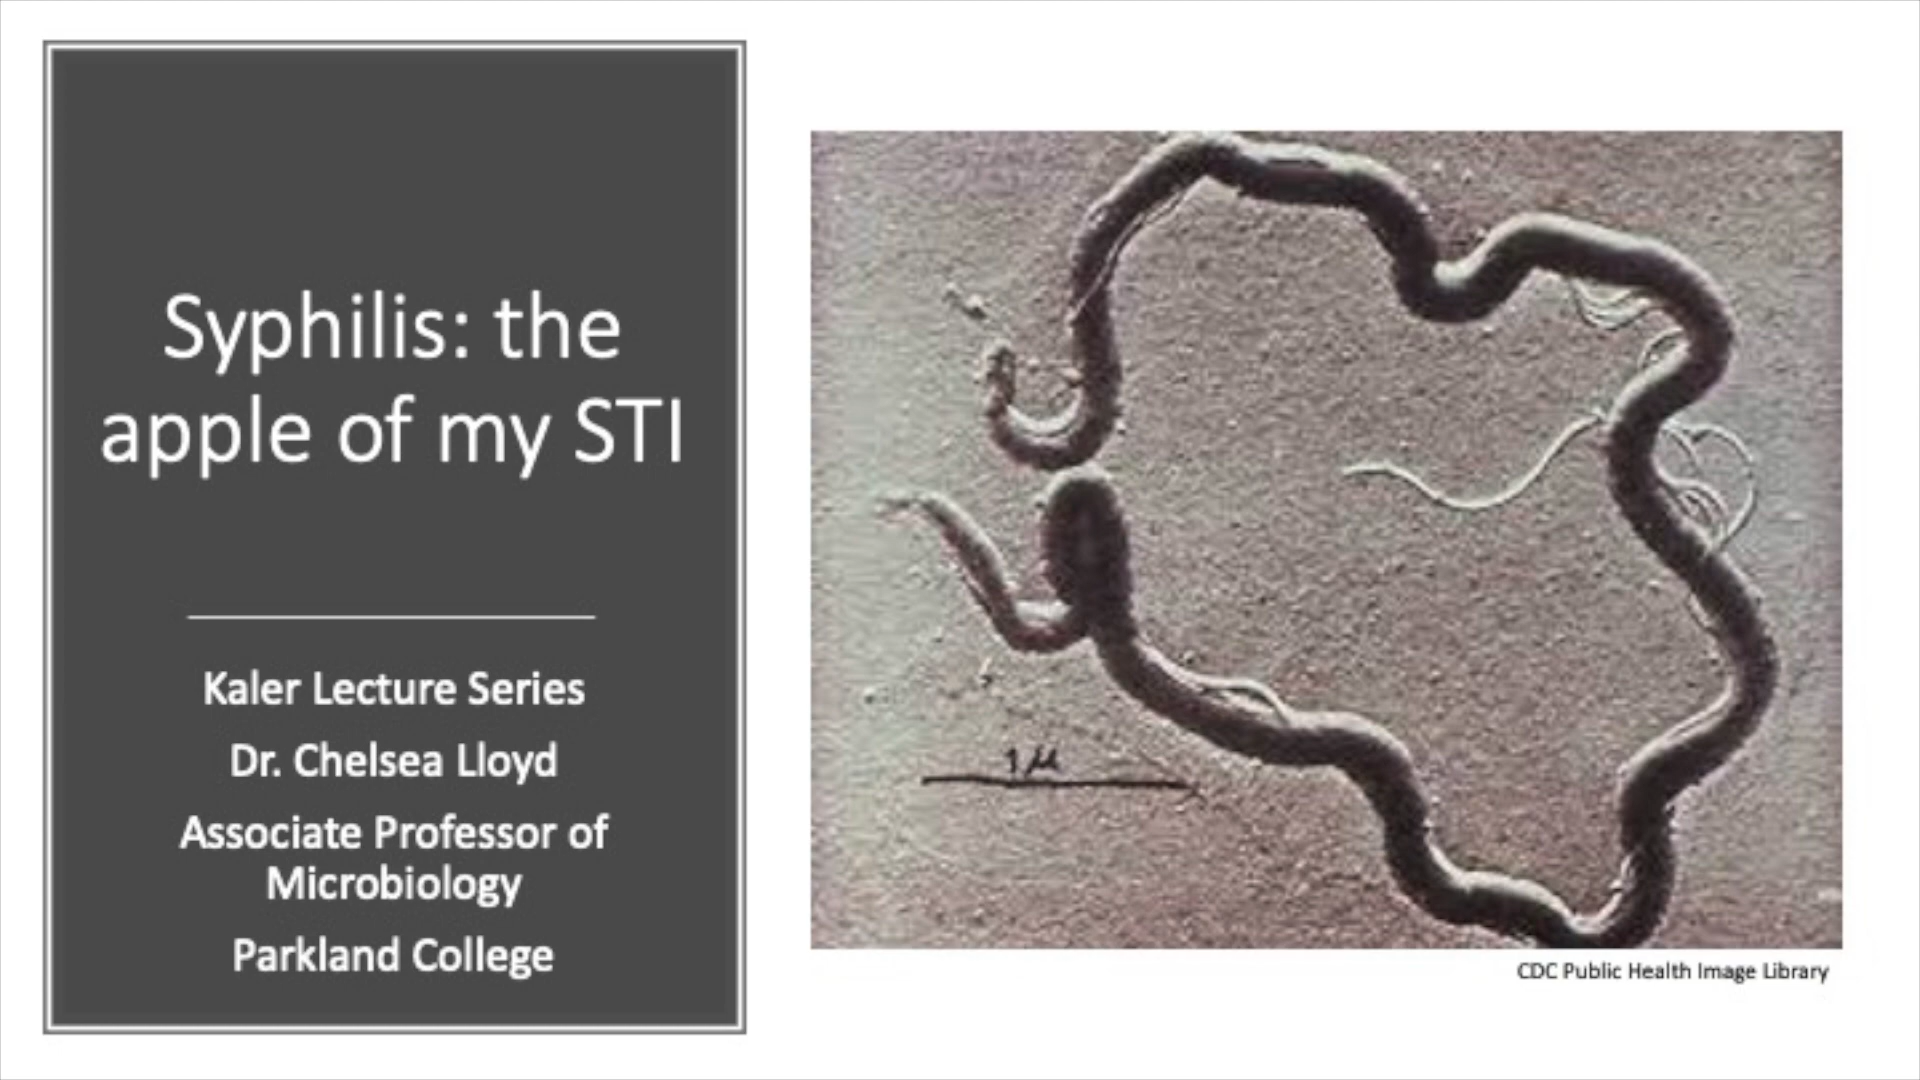 Syphilis: the
apple of my STI
Kaler Lecture Series
Dr. Chelsea Lloyd
Associate Professor of
Microbiology
Parkland College
1 µ
CDC Public Health Image Library